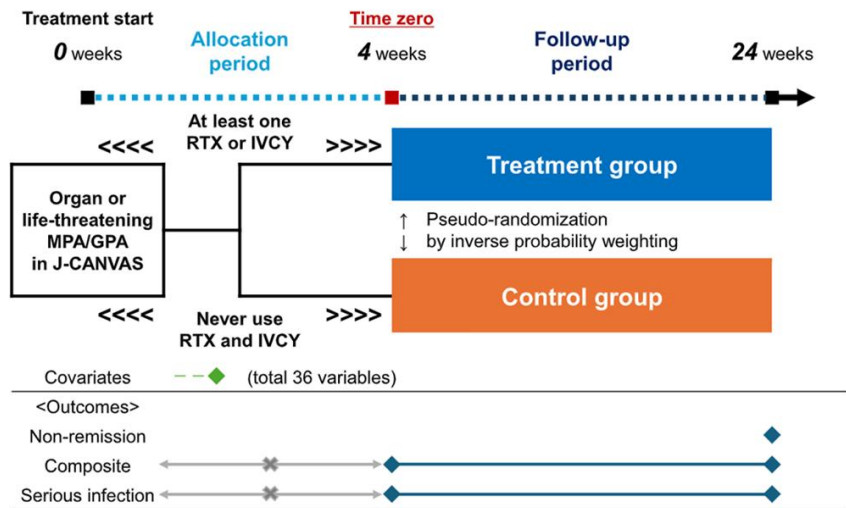 Treatment start
Time zero
0 weeks
Allocation
period
4 weeks
Follow-up
period
24 weeks
At least one
RTX or IVCY
<<<<
>>>>
Organ or
life-threatening
MPA/GPA
in J-CANVAS
Treatment group
↑ Pseudo-randomization
↓ by inverse probability weighting
Control group
<<<<
>>>>
Never use
RTX and IVCY
Covariates
(total 36 variables)
<Outcomes>
Non-remission
Composite
Serious infection